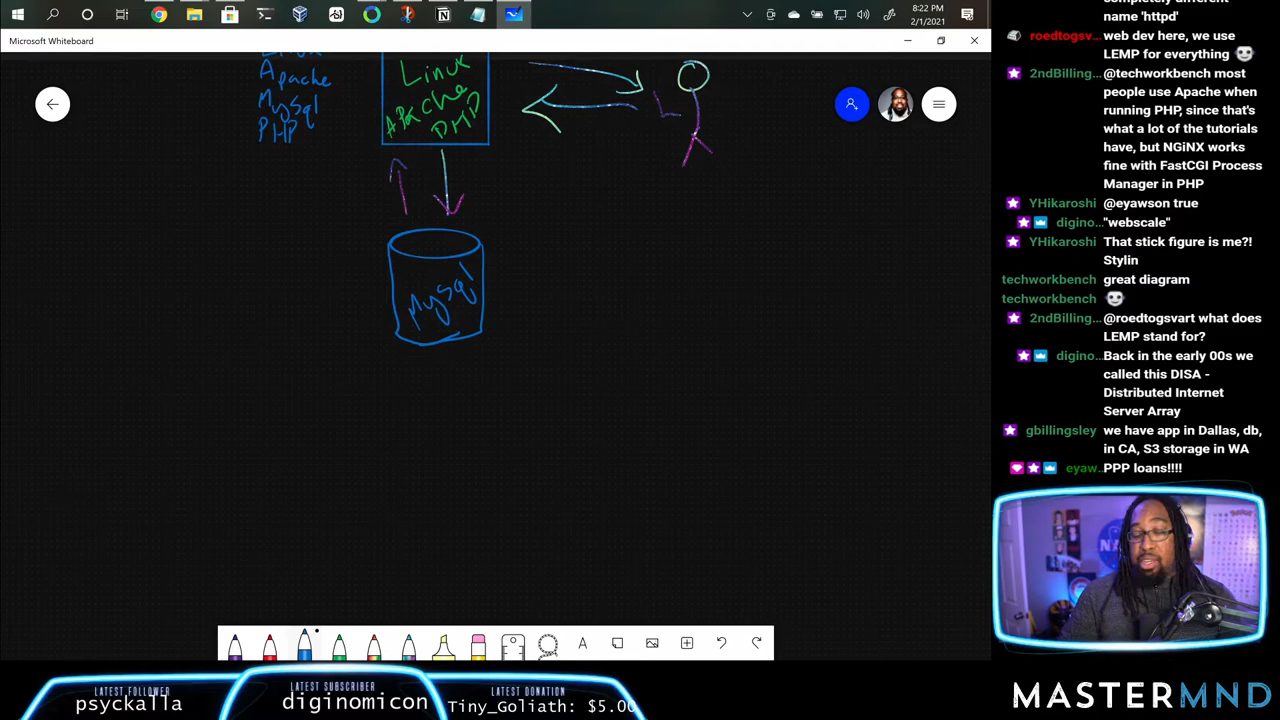 8:22 PM
2/1/2021
Microsoft Whiteboard
Apache
MySql
PHP
Linux
Apache
PHP
Mysql
A
completely different
name 'httpd'
roedtogsv... web dev here, we use
LEMP for everything
2ndBilling... @techworkbench most
people use Apache when
running PHP, since that's
what a lot of the tutorials
have, but NGiNX works
fine with FastCGI Process
Manager in PHP
YHikaroshi @eyawson true
digino... "webscale"
YHikaroshi That stick figure is me?!
Stylin
techworkbench great diagram
techworkbench
2ndBilling... @roedtogsvart what does
LEMP stand for?
digino... Back in the early 00s we
called this DISA -
Distributed Internet
Server Array
gbillingsley we have app in Dallas, db,
in CA, S3 storage in WA
eyaw... PPP loans!!!!
LATEST FOLLOWER
psyckalla
LATEST SUBSCRIBER
diginomicon
LATEST DONATION
Tiny_Goliath: $5.00
MASTERMND